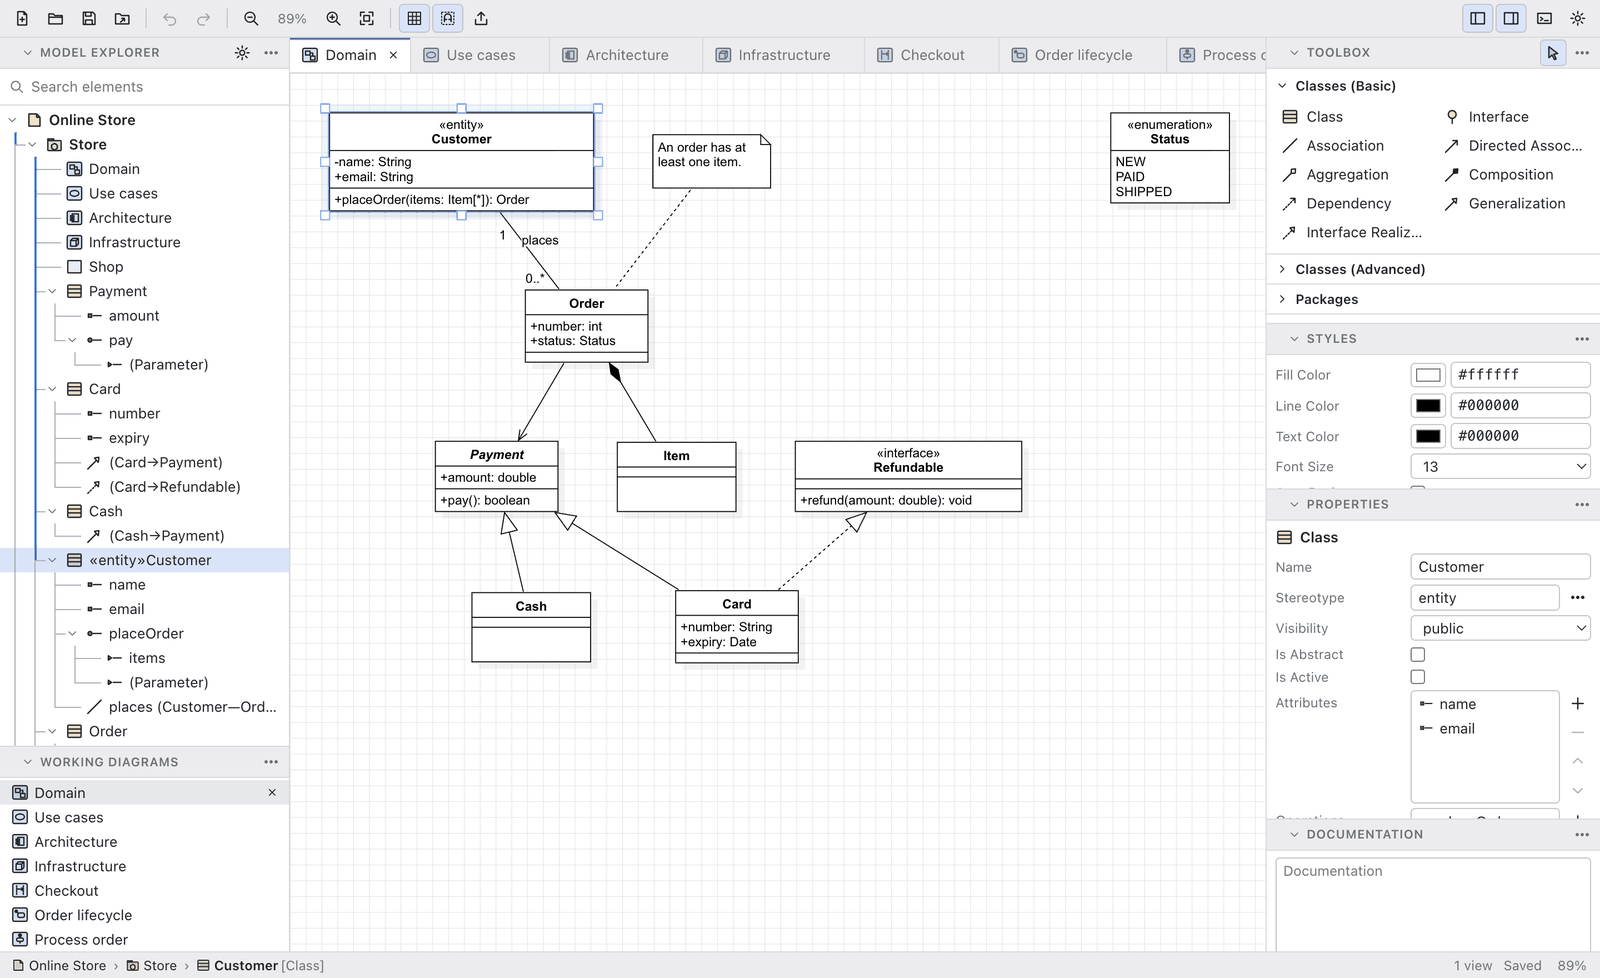 89%
MODEL EXPLORER
Search elements
Online Store
Store
Domain
Use cases
Architecture
Infrastructure
Shop
Payment
amount
pay
(Parameter)
Card
number
expiry
(Card→Payment)
(Card→Refundable)
Cash
(Cash→Payment)
«entity»Customer
name
email
placeOrder
items
(Parameter)
places (Customer—Ord...
Order
WORKING DIAGRAMS
Domain
Use cases
Architecture
Infrastructure
Checkout
Order lifecycle
Process order
Domain
Use cases
Architecture
Infrastructure
Checkout
Order lifecycle
Process
«entity»
Customer
-name: String
+email: String
+placeOrder(items: Item[*]): Order
An order has at
least one item.
«enumeration»
Status
NEW
PAID
SHIPPED
1
places
0..*
Order
+number: int
+status: Status
Payment
+amount: double
+pay(): boolean
Item
«interface»
Refundable
+refund(amount: double): void
Cash
Card
+number: String
+expiry: Date
TOOLBOX
Classes (Basic)
Class
Interface
Association
Directed Assoc...
Aggregation
Composition
Dependency
Generalization
Interface Realiz...
Classes (Advanced)
Packages
STYLES
Fill Color
#ffffff
Line Color
#000000
Text Color
#000000
Font Size
13
PROPERTIES
Class
Name
Customer
Stereotype
entity
Visibility
public
Is Abstract
Is Active
Attributes
name
email
DOCUMENTATION
Documentation
Online Store › Store › Customer [Class]
1 view Saved 89%